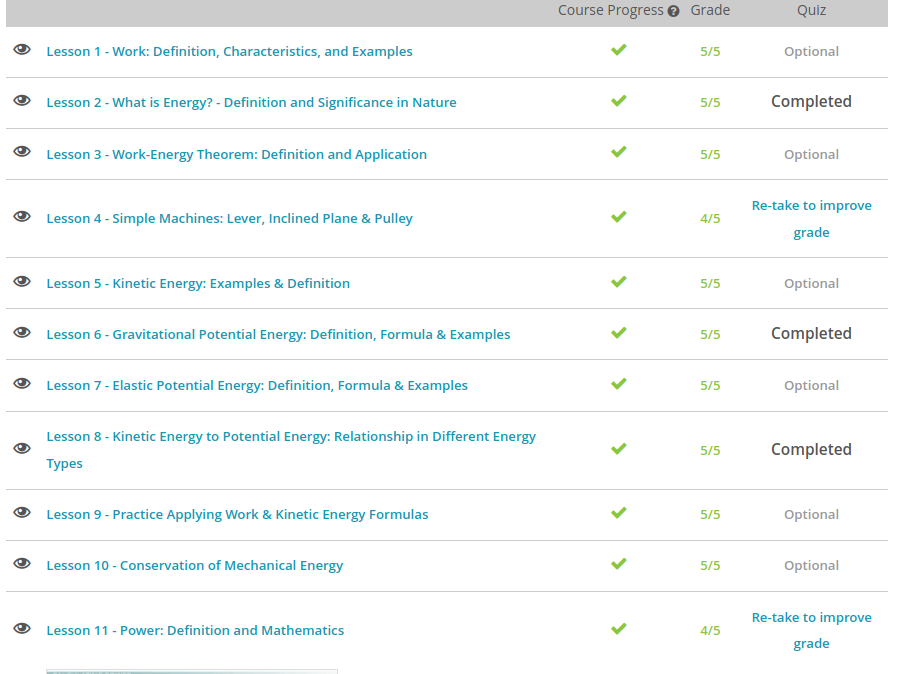 Course Progress ? Grade Quiz
Lesson 1 - Work: Definition, Characteristics, and Examples 5/5 Optional
Lesson 2 - What is Energy? - Definition and Significance in Nature 5/5 Completed
Lesson 3 - Work-Energy Theorem: Definition and Application 5/5 Optional
Lesson 4 - Simple Machines: Lever, Inclined Plane & Pulley 4/5 Re-take to improve
grade
Lesson 5 - Kinetic Energy: Examples & Definition 5/5 Optional
Lesson 6 - Gravitational Potential Energy: Definition, Formula & Examples 5/5 Completed
Lesson 7 - Elastic Potential Energy: Definition, Formula & Examples 5/5 Optional
Lesson 8 - Kinetic Energy to Potential Energy: Relationship in Different Energy
Types 5/5 Completed
Lesson 9 - Practice Applying Work & Kinetic Energy Formulas 5/5 Optional
Lesson 10 - Conservation of Mechanical Energy 5/5 Optional
Lesson 11 - Power: Definition and Mathematics 4/5 Re-take to improve
grade